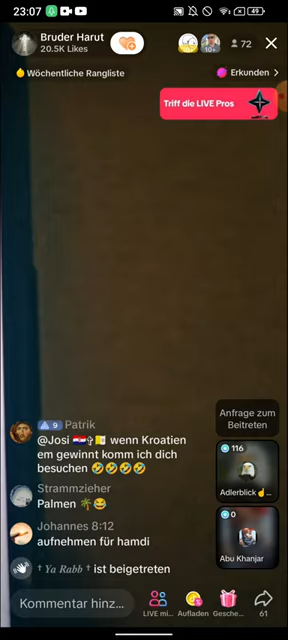 23:07
49
Bruder Harut
20.5K Likes
10+
72
Wöchentliche Rangliste
Erkunden >
Triff die LIVE Pros
Anfrage zum
Beitreten
9 Patrik
@Josi 🇭🇷✞🇻🇦 wenn Kroatien
em gewinnt komm ich dich
besuchen 🤣🤣🤣🤣
116
Adlerblick☝️...
Strammzieher
Palmen 🌴😂
Johannes 8:12
aufnehmen für hamdi
0
Abu Khanjar
† Ya Rabb † ist beigetreten
Kommentar hinz...
LIVE mi...
Aufladen
Gesche...
61